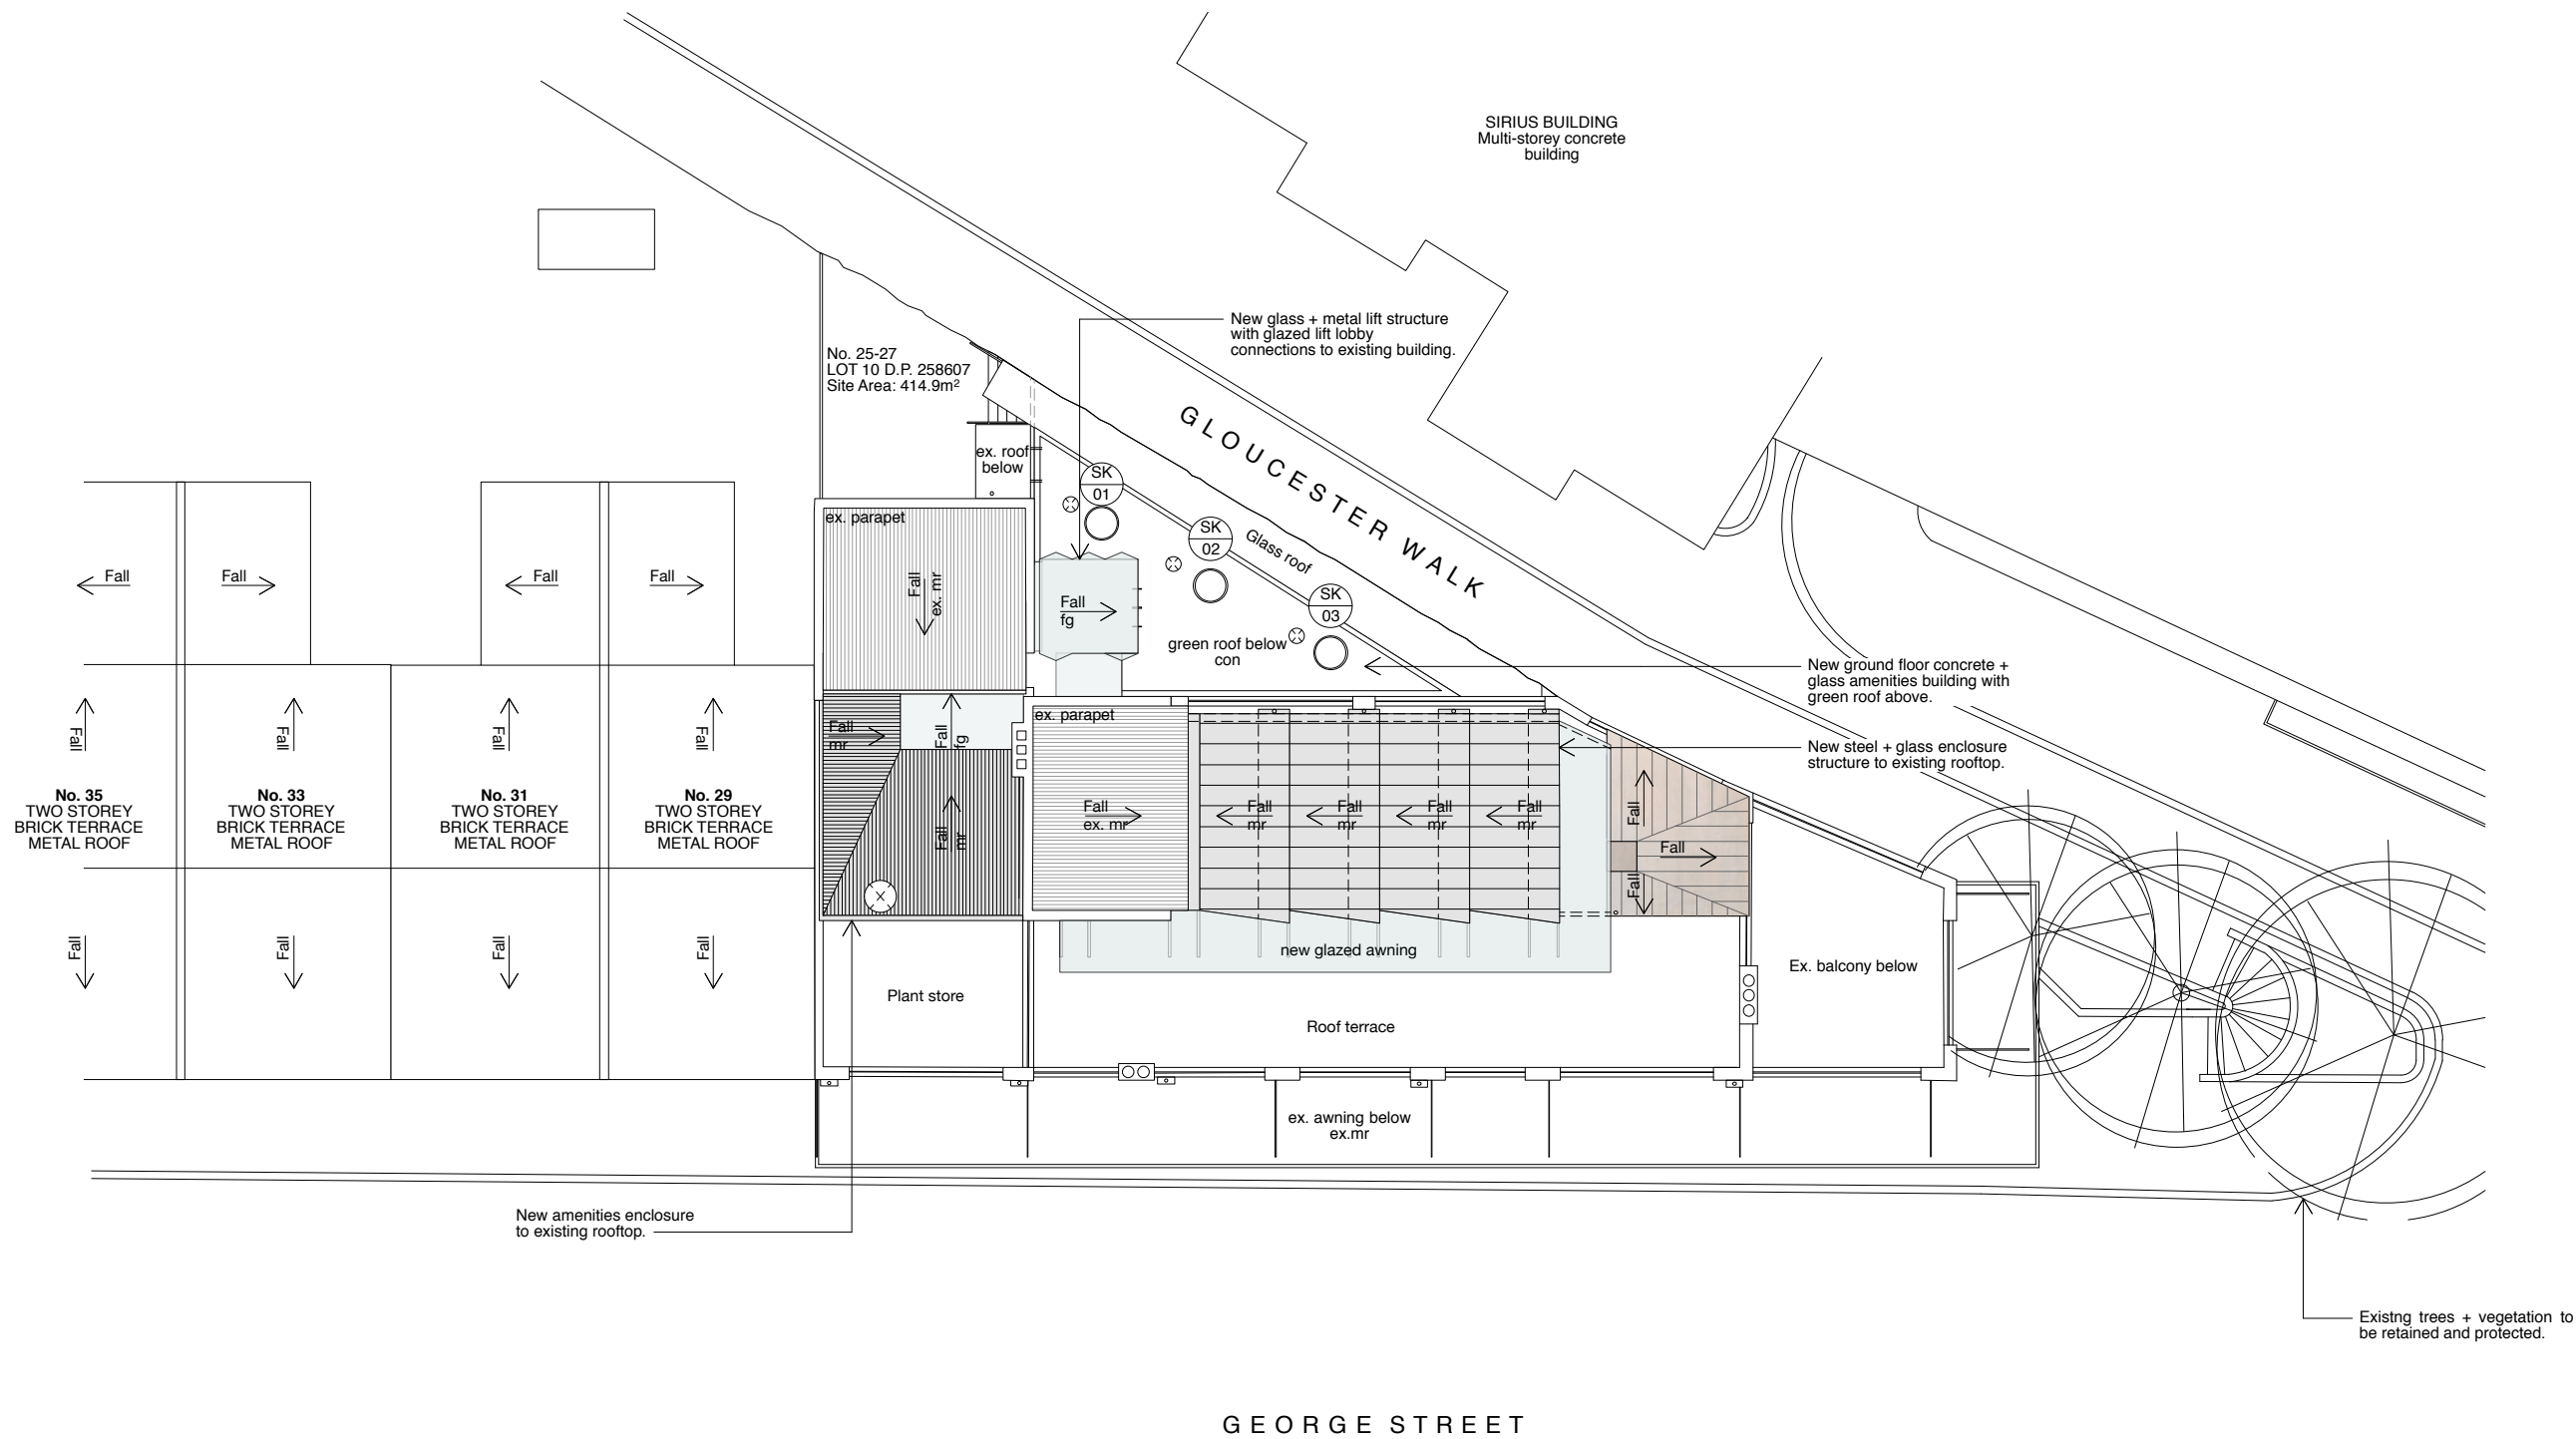 SIRIUS BUILDING
Multi-storey concrete
building
New glass + metal lift structure
with glazed lift lobby
connections to existing building.
No. 25-27
LOT 10 D.P. 258607
Site Area: 414.9m²
GLOUCESTER WALK
ex. roof
below
SK
01
SK
02
SK
03
Glass roof
ex. parapet
Fall
Fall
Fall
Fall
Fall
ex. mr
Fall
fg
green roof below
con
New ground floor concrete +
glass amenities building with
green roof above.
ex. parapet
Fall
mr
Fall
fg
Fall
Fall
Fall
Fall
New steel + glass enclosure
structure to existing rooftop.
No. 35
TWO STOREY
BRICK TERRACE
METAL ROOF
No. 33
TWO STOREY
BRICK TERRACE
METAL ROOF
No. 31
TWO STOREY
BRICK TERRACE
METAL ROOF
No. 29
TWO STOREY
BRICK TERRACE
METAL ROOF
Fall
mr
Fall
ex. mr
Fall
mr
Fall
mr
Fall
mr
Fall
mr
Fall
Fall
Fall
X
Fall
Fall
Fall
Fall
new glazed awning
Plant store
Roof terrace
Ex. balcony below
ex. awning below
ex.mr
New amenities enclosure
to existing rooftop.
Existng trees + vegetation to
be retained and protected.
GEORGE STREET